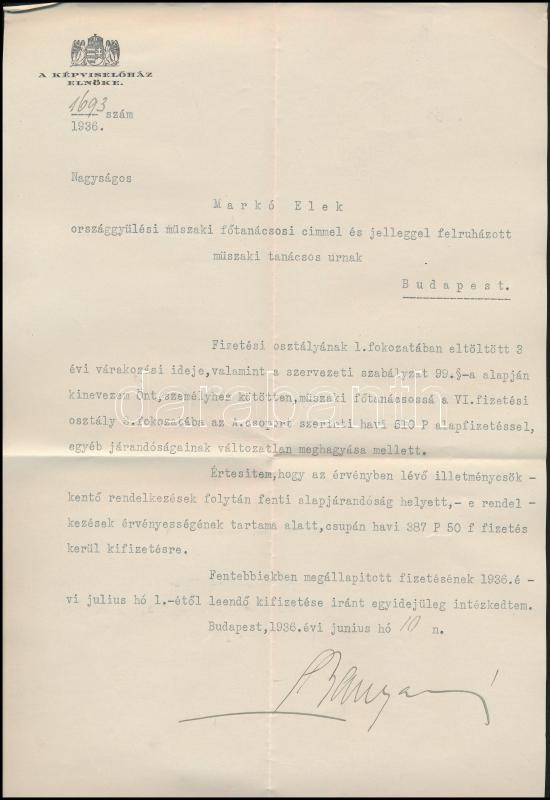 A KÉPVISELŐHÁZ
ELNÖKE.
1693 szám
1936.
Nagyságos
Markó Elek
országgyülési müszaki főtanácsosi cimmel és jelleggel felruházott
müszaki tanácsos urnak
Budapest.
Fizetési osztályának 1.fokozatában eltöltött 3
évi várakozási ideje,valamint a szervezeti szabályzat 99.§-a alapján
kinevezem Önt,személyhez kötötten,müszaki főtanácsossá a VI.fizetési
osztály 3.fokozatába az A.csoport szerinti havi 510 P alapfizetéssel,
egyéb járandóságainak változatlan meghagyása mellett.
Értesitem,hogy az érvényben lévő illetménycsök -
kentő rendelkezések folytán fenti alapjárandóság helyett,- e rendel -
kezések érvényességének tartama alatt,csupán havi 387 P 50 f fizetés
kerül kifizetésre.
Fentebbiekben megállapitott fizetésének 1936.é -
vi julius hó 1.-étől leendő kifizetése iránt egyidejüleg intézkedtem.
Budapest,1936.évi junius hó 10 n.
darabanth